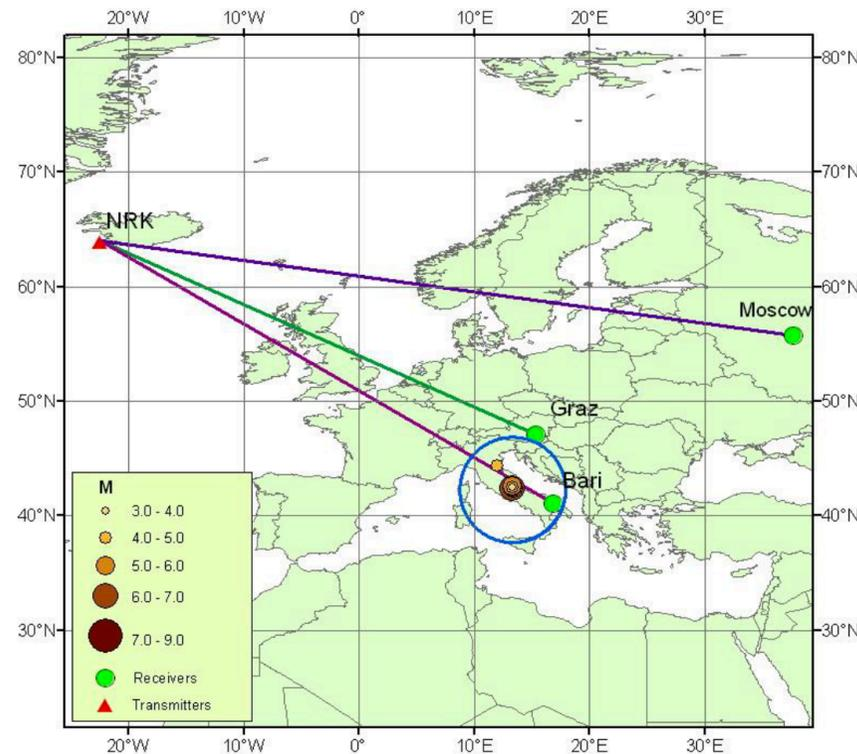 20°W 10°W 0° 10°E 20°E 30°E
80°N 80°N
70°N 70°N
NRK
60°N 60°N
Moscow
50°N 50°N
Graz
Bari
40°N 40°N
M
3.0 - 4.0
4.0 - 5.0
5.0 - 6.0
6.0 - 7.0
30°N 30°N
7.0 - 9.0
Receivers
Transmitters
20°W 10°W 0° 10°E 20°E 30°E